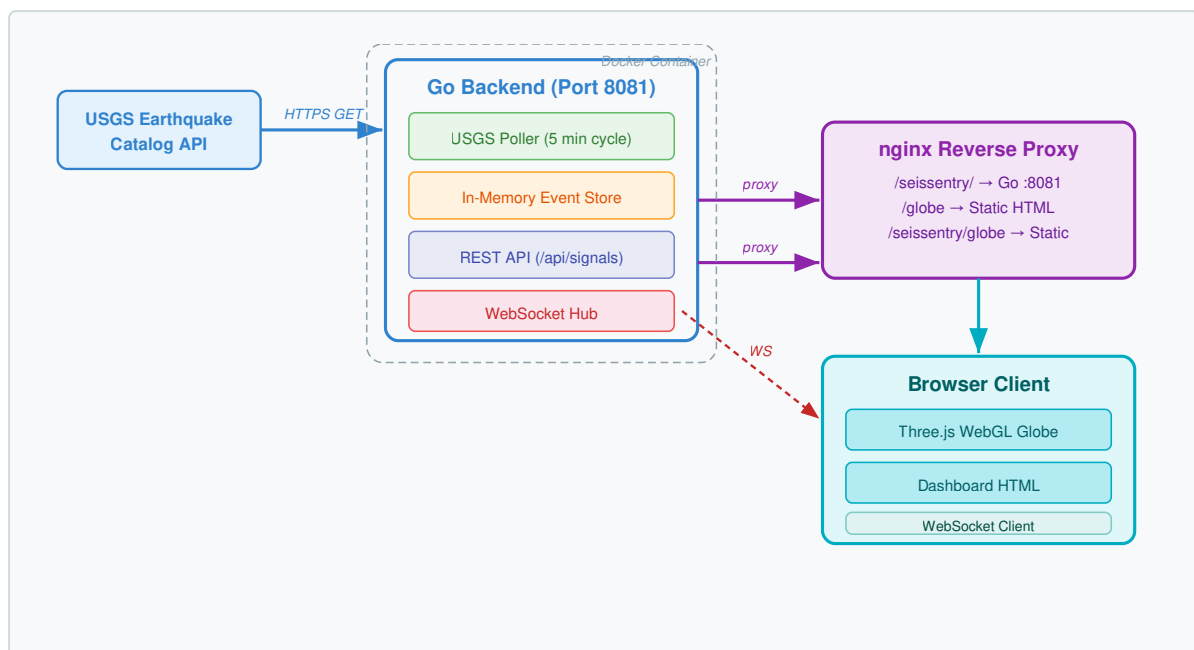 Docker Container
Go Backend (Port 8081)
USGS Earthquake
Catalog API
HTTPS GET
USGS Poller (5 min cycle)
In-Memory Event Store
REST API (/api/signals)
WebSocket Hub
proxy
proxy
WS
nginx Reverse Proxy
/seissentry/ → Go :8081
/globe → Static HTML
/seissentry/globe → Static
Browser Client
Three.js WebGL Globe
Dashboard HTML
WebSocket Client